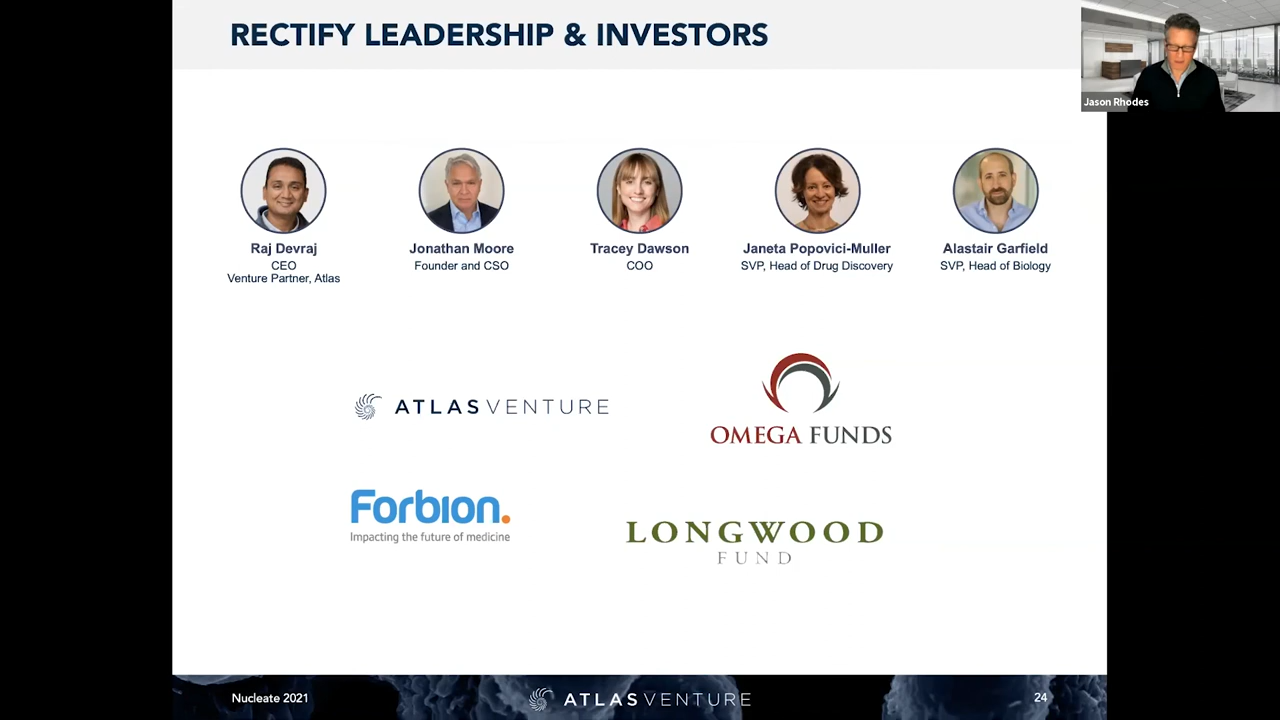 RECTIFY LEADERSHIP & INVESTORS
Jason Rhodes
Raj Devraj
CEO
Venture Partner, Atlas
Jonathan Moore
Founder and CSO
Tracey Dawson
COO
Janeta Popovici-Muller
SVP, Head of Drug Discovery
Alastair Garfield
SVP, Head of Biology
ATLAS VENTURE
OMEGA FUNDS
Forbion.
Impacting the future of medicine
LONGWOOD
FUND
Nucleate 2021
ATLAS VENTURE
24